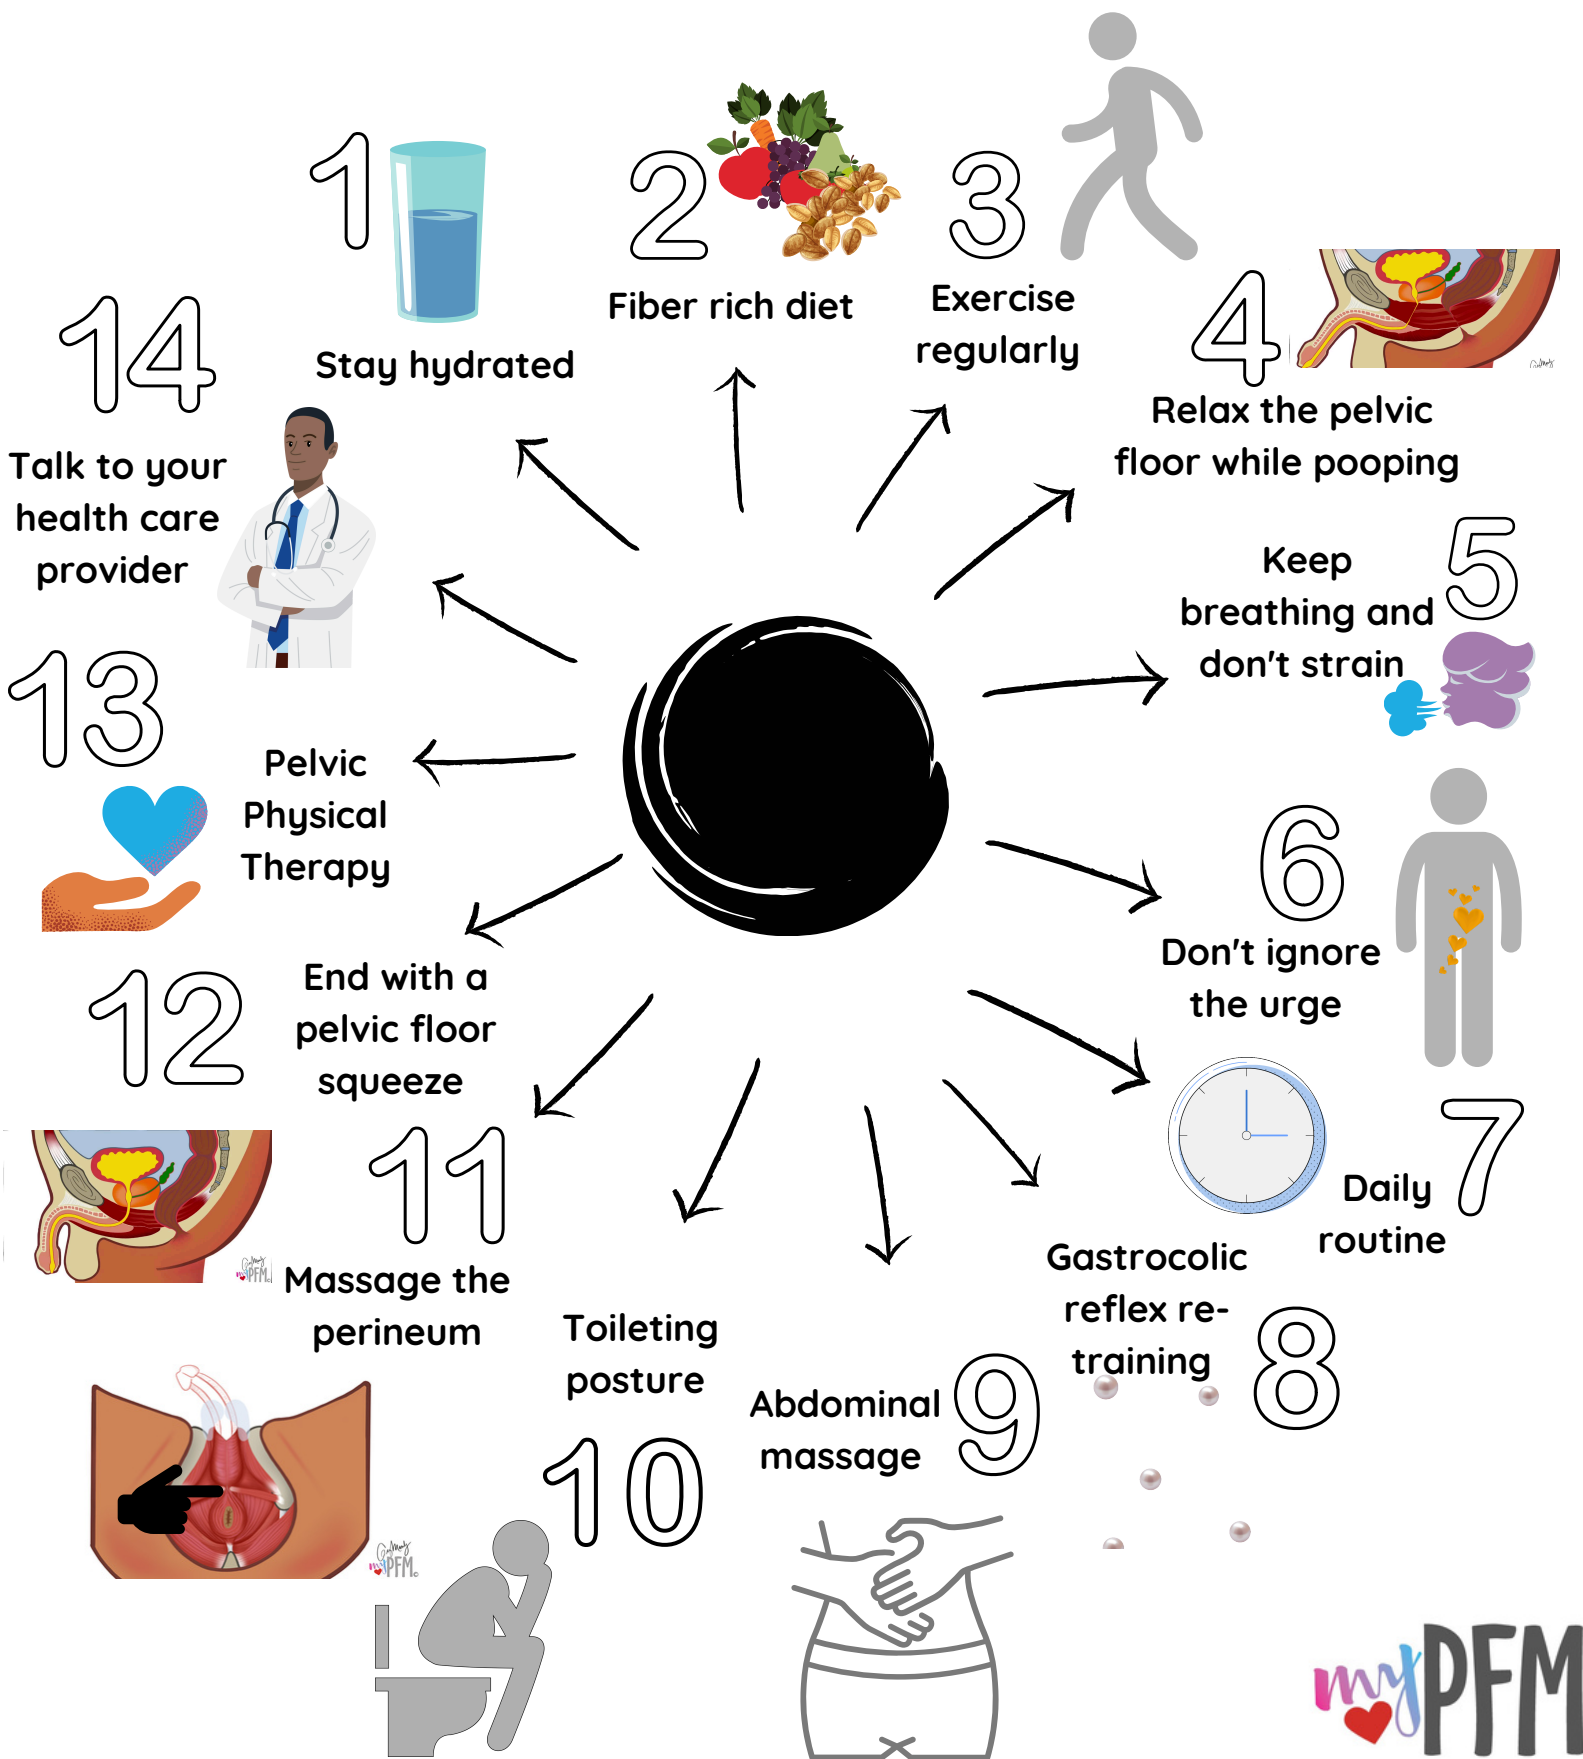 1
Stay hydrated
2
Fiber rich diet
3
Exercise
regularly
4
Relax the pelvic
floor while pooping
5
Keep
breathing and
don't strain
6
Don't ignore
the urge
7
Daily
routine
8
Gastrocolic
reflex re-
training
9
Abdominal
massage
10
Toileting
posture
11
Massage the
perineum
12
End with a
pelvic floor
squeeze
13
Pelvic
Physical
Therapy
14
Talk to your
health care
provider
myPFM
myPFM
myPFM